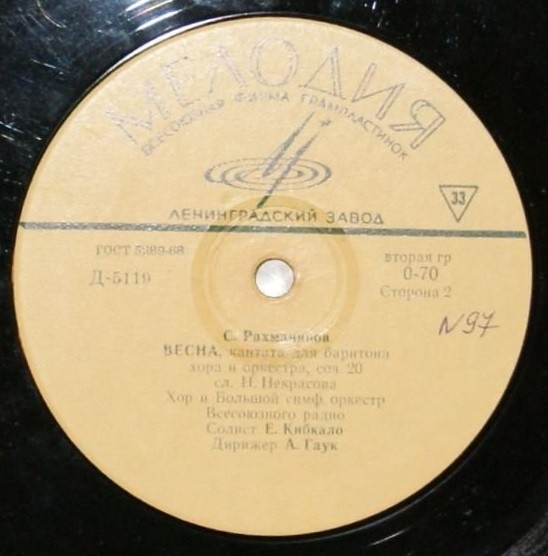 МЕЛОДИЯ
ВСЕСОЮЗНАЯ ФИРМА ГРАМПЛАСТИНОК
ЛЕНИНГРАДСКИЙ ЗАВОД
33
ГОСТ 5289-68
Д-5119
вторая гр
0-70
Сторона 2
N97
С. Рахманинов
ВЕСНА, кантата для баритона
хора и оркестра, соч 20
сл. Н. Некрасова
Хор и Большой симф. оркестр
Всесоюзного радио
Солист Е. Кибкало
Дирижер А. Гаук